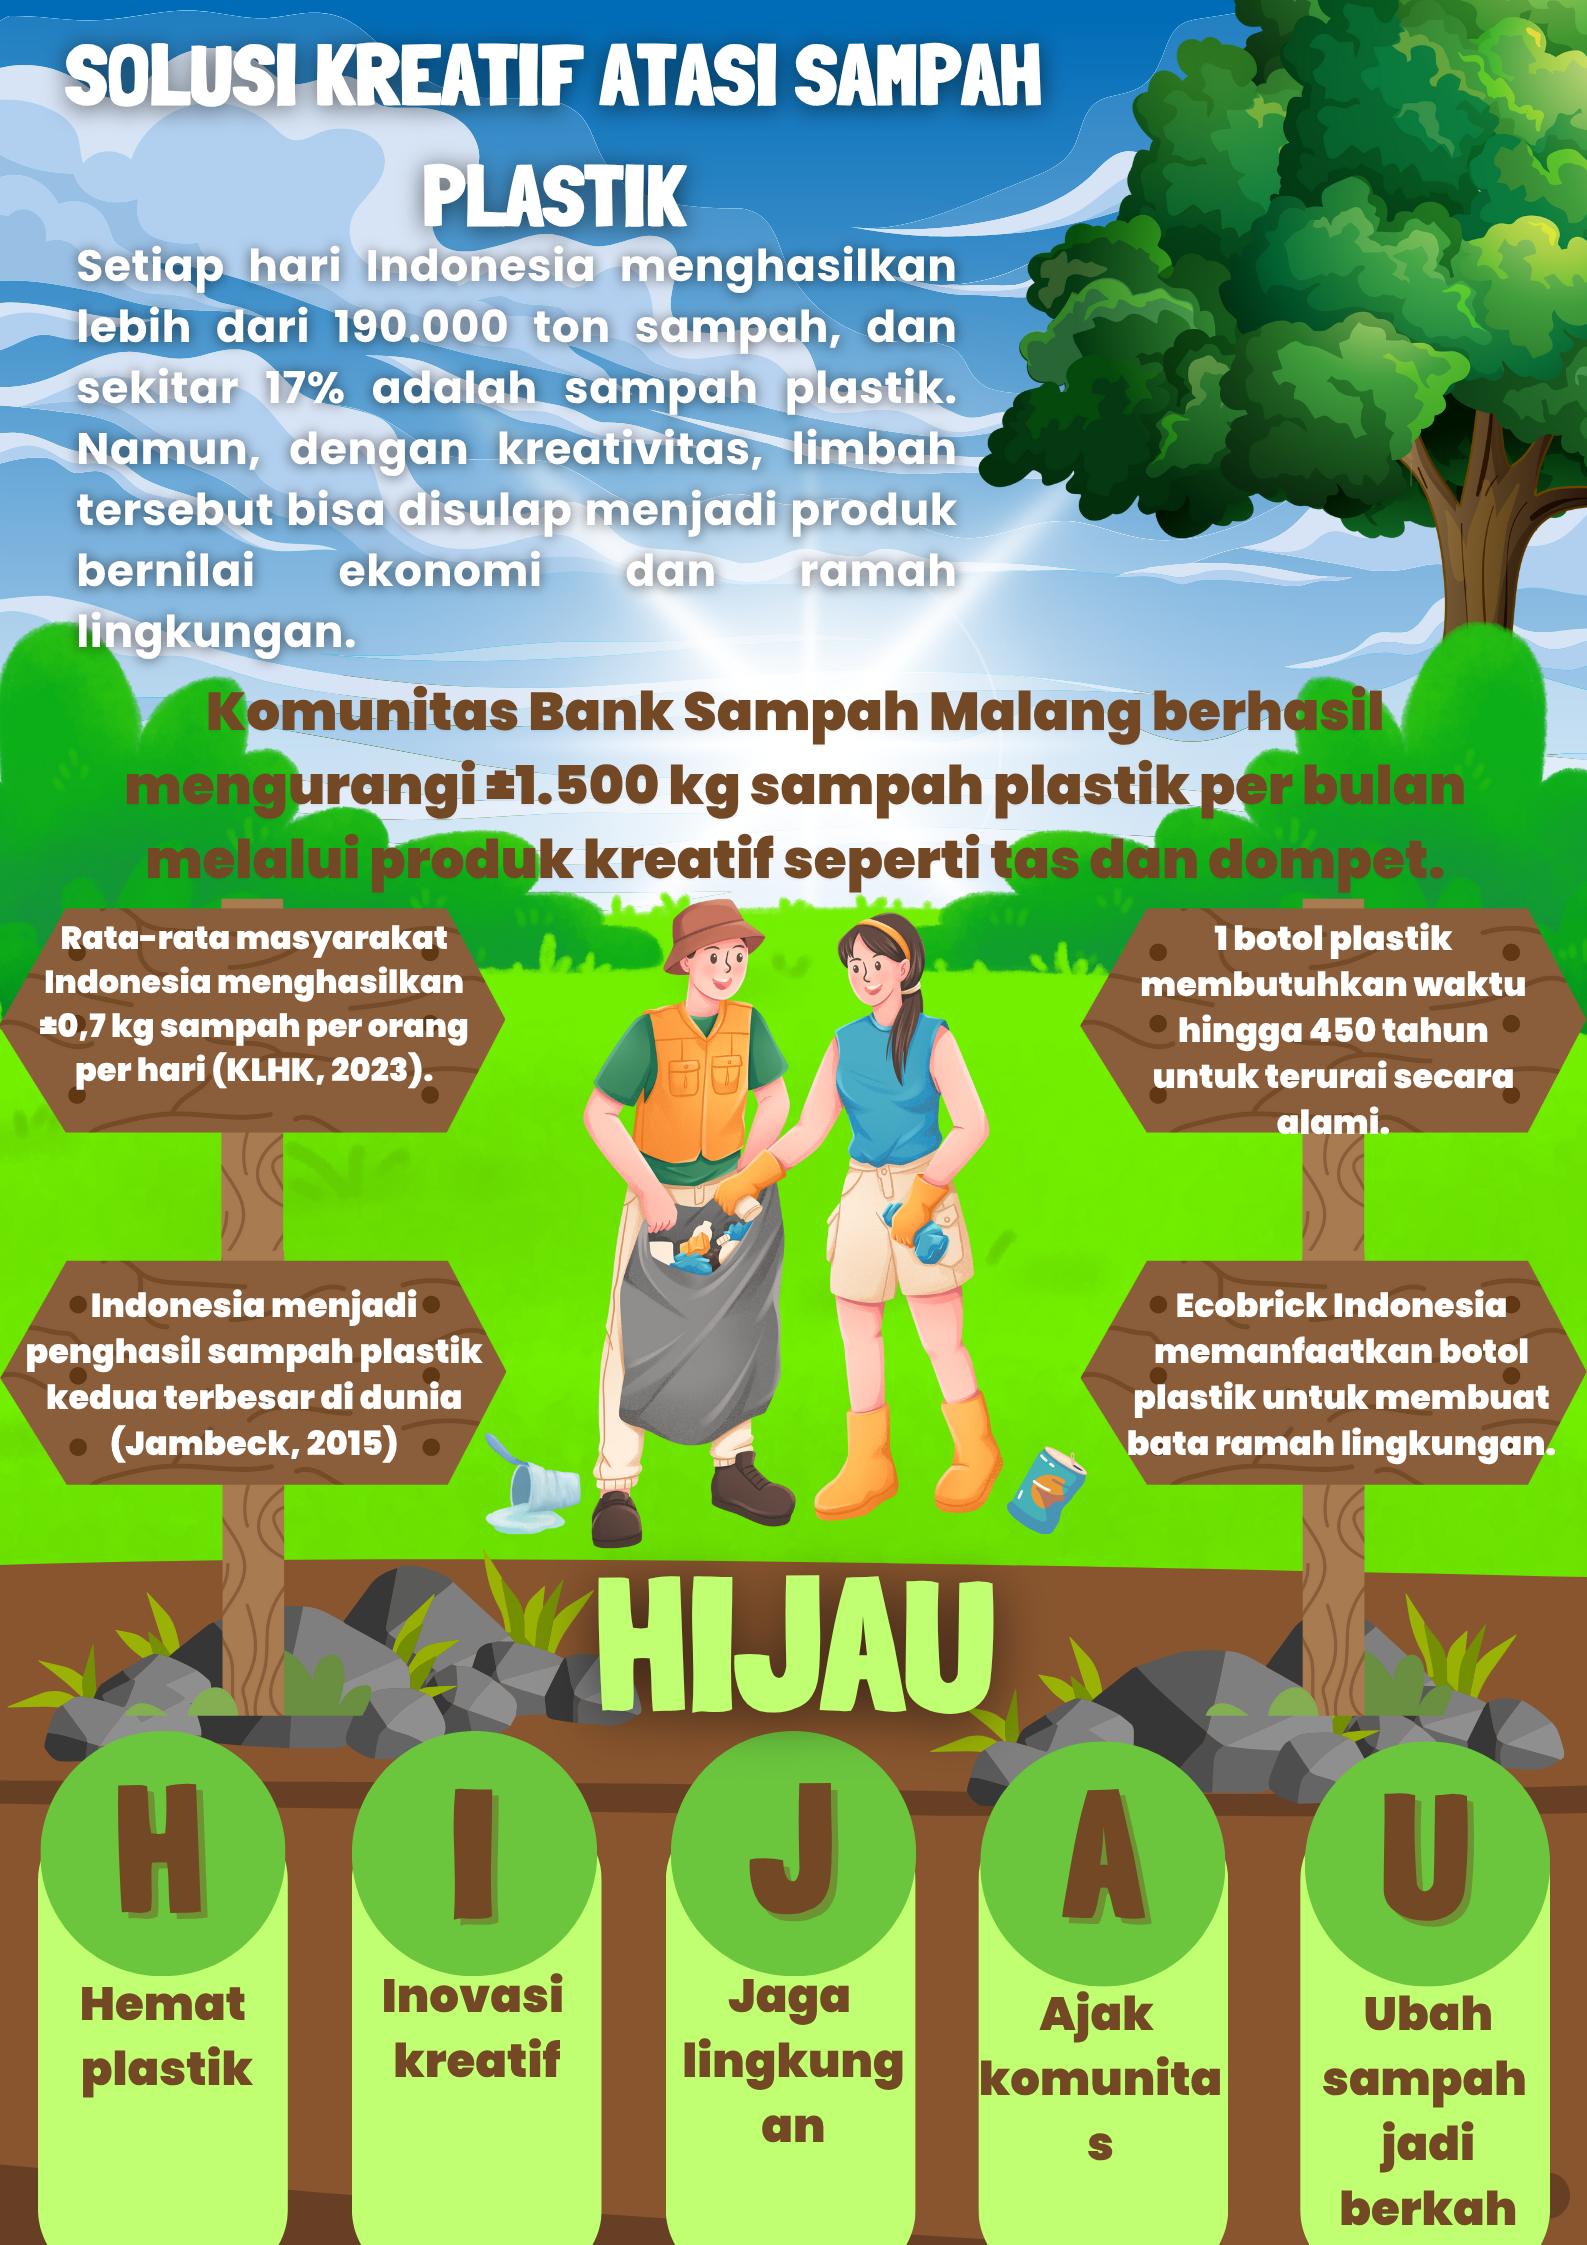 SOLUSI KREATIF ATASI SAMPAH
PLASTIK
Setiap hari Indonesia menghasilkan
lebih dari 190.000 ton sampah, dan
sekitar 17% adalah sampah plastik.
Namun, dengan kreativitas, limbah
tersebut bisa disulap menjadi produk
bernilai ekonomi dan ramah
lingkungan.
Komunitas Bank Sampah Malang berhasil
mengurangi ±1.500 kg sampah plastik per bulan
melalui produk kreatif seperti tas dan dompet.
Rata-rata masyarakat
Indonesia menghasilkan
±0,7 kg sampah per orang
per hari (KLHK, 2023).
1 botol plastik
membutuhkan waktu
hingga 450 tahun
untuk terurai secara
alami.
Indonesia menjadi
penghasil sampah plastik
kedua terbesar di dunia
(Jambeck, 2015)
Ecobrick Indonesia
memanfaatkan botol
plastik untuk membuat
bata ramah lingkungan.
HIJAU
H
Hemat
plastik
I
Inovasi
kreatif
J
Jaga
lingkung
an
A
Ajak
komunita
s
U
Ubah
sampah
jadi
berkah